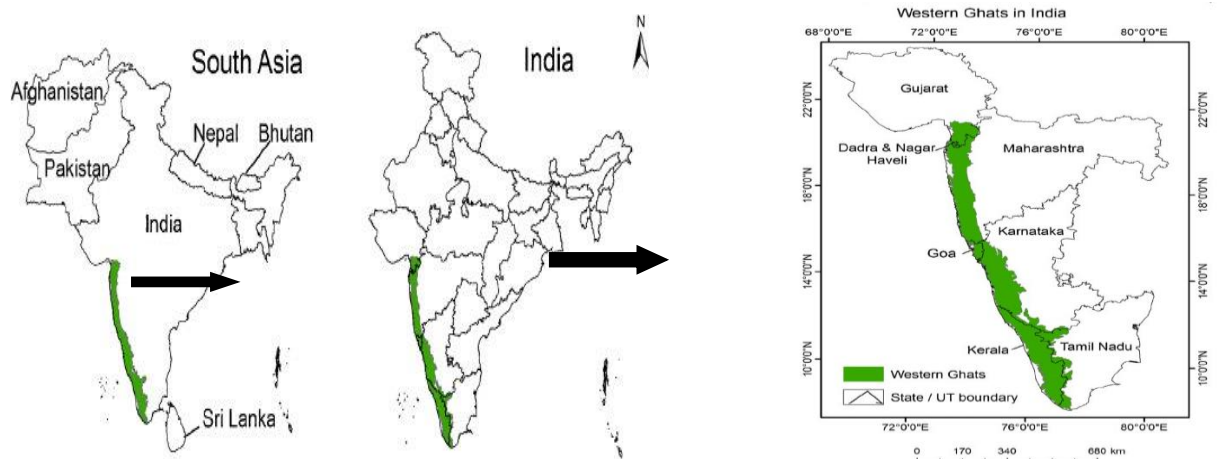 South Asia
Afghanistan
Nepal
Bhutan
Pakistan
India
Sri Lanka
India
N
Western Ghats in India
68°0'0"E
72°0'0"E
76°0'0"E
80°0'0"E
22°0'0"N
18°0'0"N
14°0'0"N
10°0'0"N
Gujarat
Dadra & Nagar
Haveli
Maharashtra
Karnataka
Goa
Kerala
Tamil Nadu
Western Ghats
State / UT boundary
22°0'0"N
18°0'0"N
14°0'0"N
10°0'0"N
72°0'0"E
76°0'0"E
80°0'0"E
0 170 340 680 km